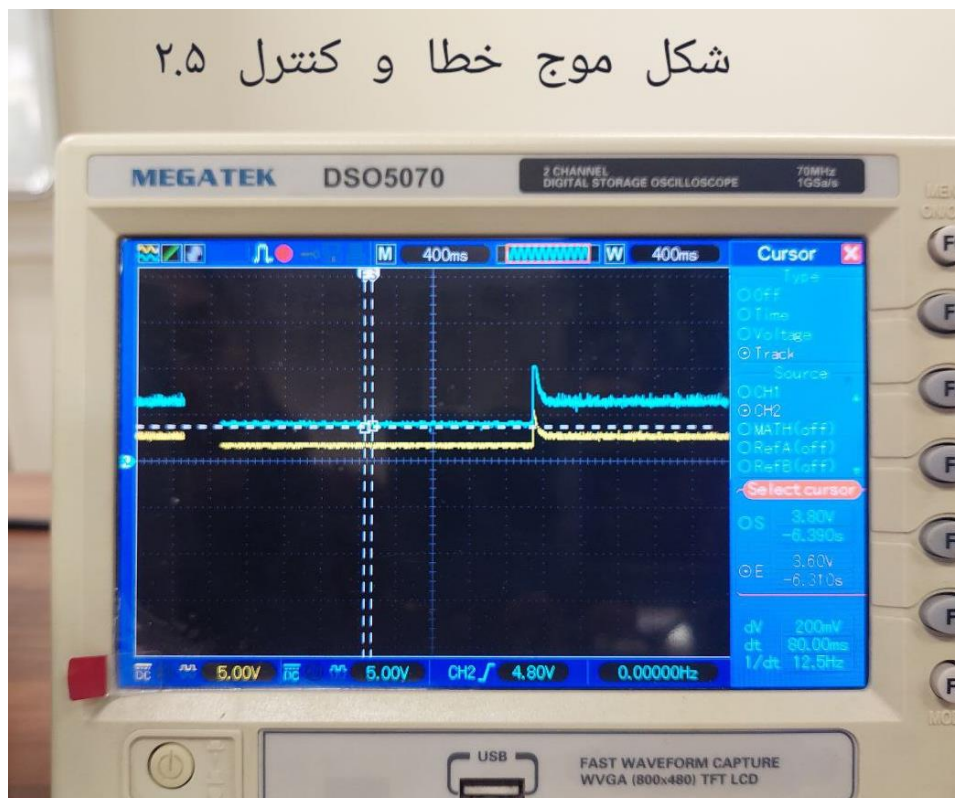 شکل موج خطا و کنترل ۲.۵
MEGATEK DSO5070
2 CHANNEL
DIGITAL STORAGE OSCILLOSCOPE
70MHz
1GSa/s
M 400ms W 400ms
Cursor
Type
Off
Time
Voltage
Track
Source
CH1
CH2
MATH(off)
RefA(off)
RefB(off)
Select cursor
S 3.80V
-6.390s
E 3.60V
-6.310s
dV 200mV
dt 80.00ms
1/dt 12.5Hz
DC 5.00V DC 5.00V CH2 4.80V 0.00000Hz
USB
FAST WAVEFORM CAPTURE
WVGA (800x480) TFT LCD